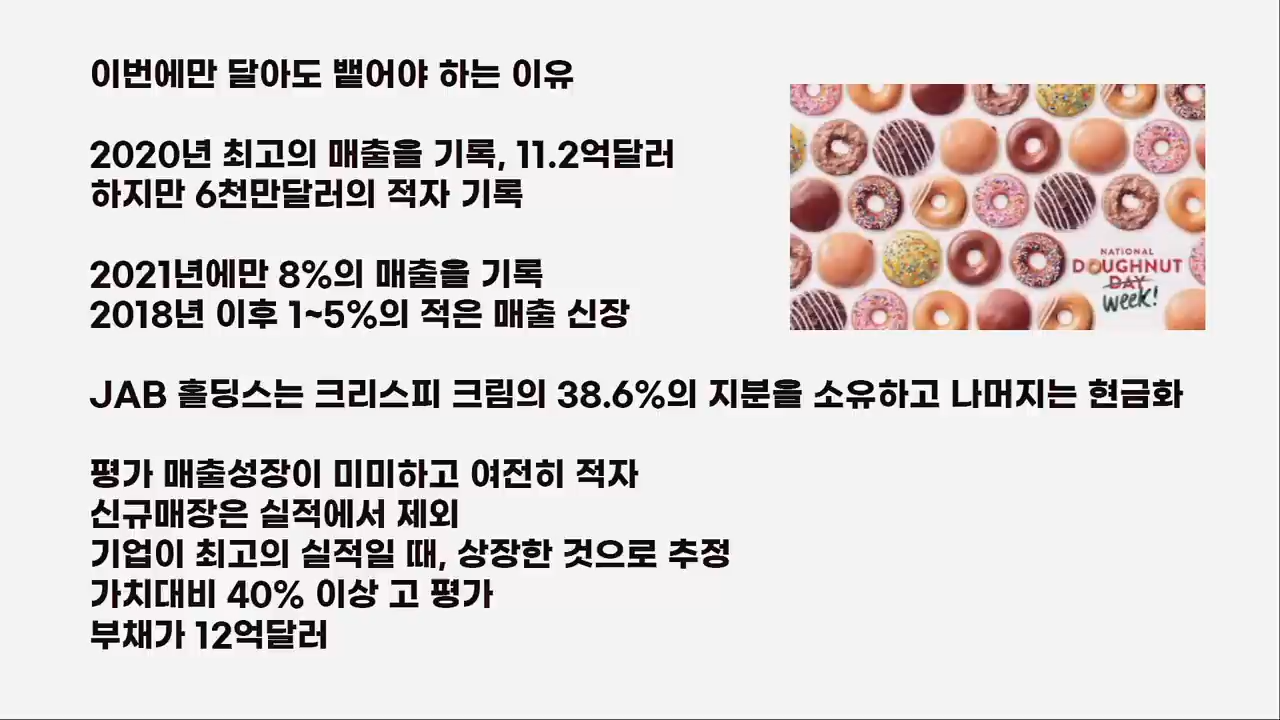 이번에만 달아도 뱉어야 하는 이유
2020년 최고의 매출을 기록, 11.2억달러
하지만 6천만달러의 적자 기록
2021년에만 8%의 매출을 기록
2018년 이후 1~5%의 적은 매출 신장
JAB 홀딩스는 크리스피 크림의 38.6%의 지분을 소유하고 나머지는 현금화
평가 매출성장이 미미하고 여전히 적자
신규매장은 실적에서 제외
기업이 최고의 실적일 때, 상장한 것으로 추정
가치대비 40% 이상 고 평가
부채가 12억달러
NATIONAL
DOUGHNUT
DAY
week!